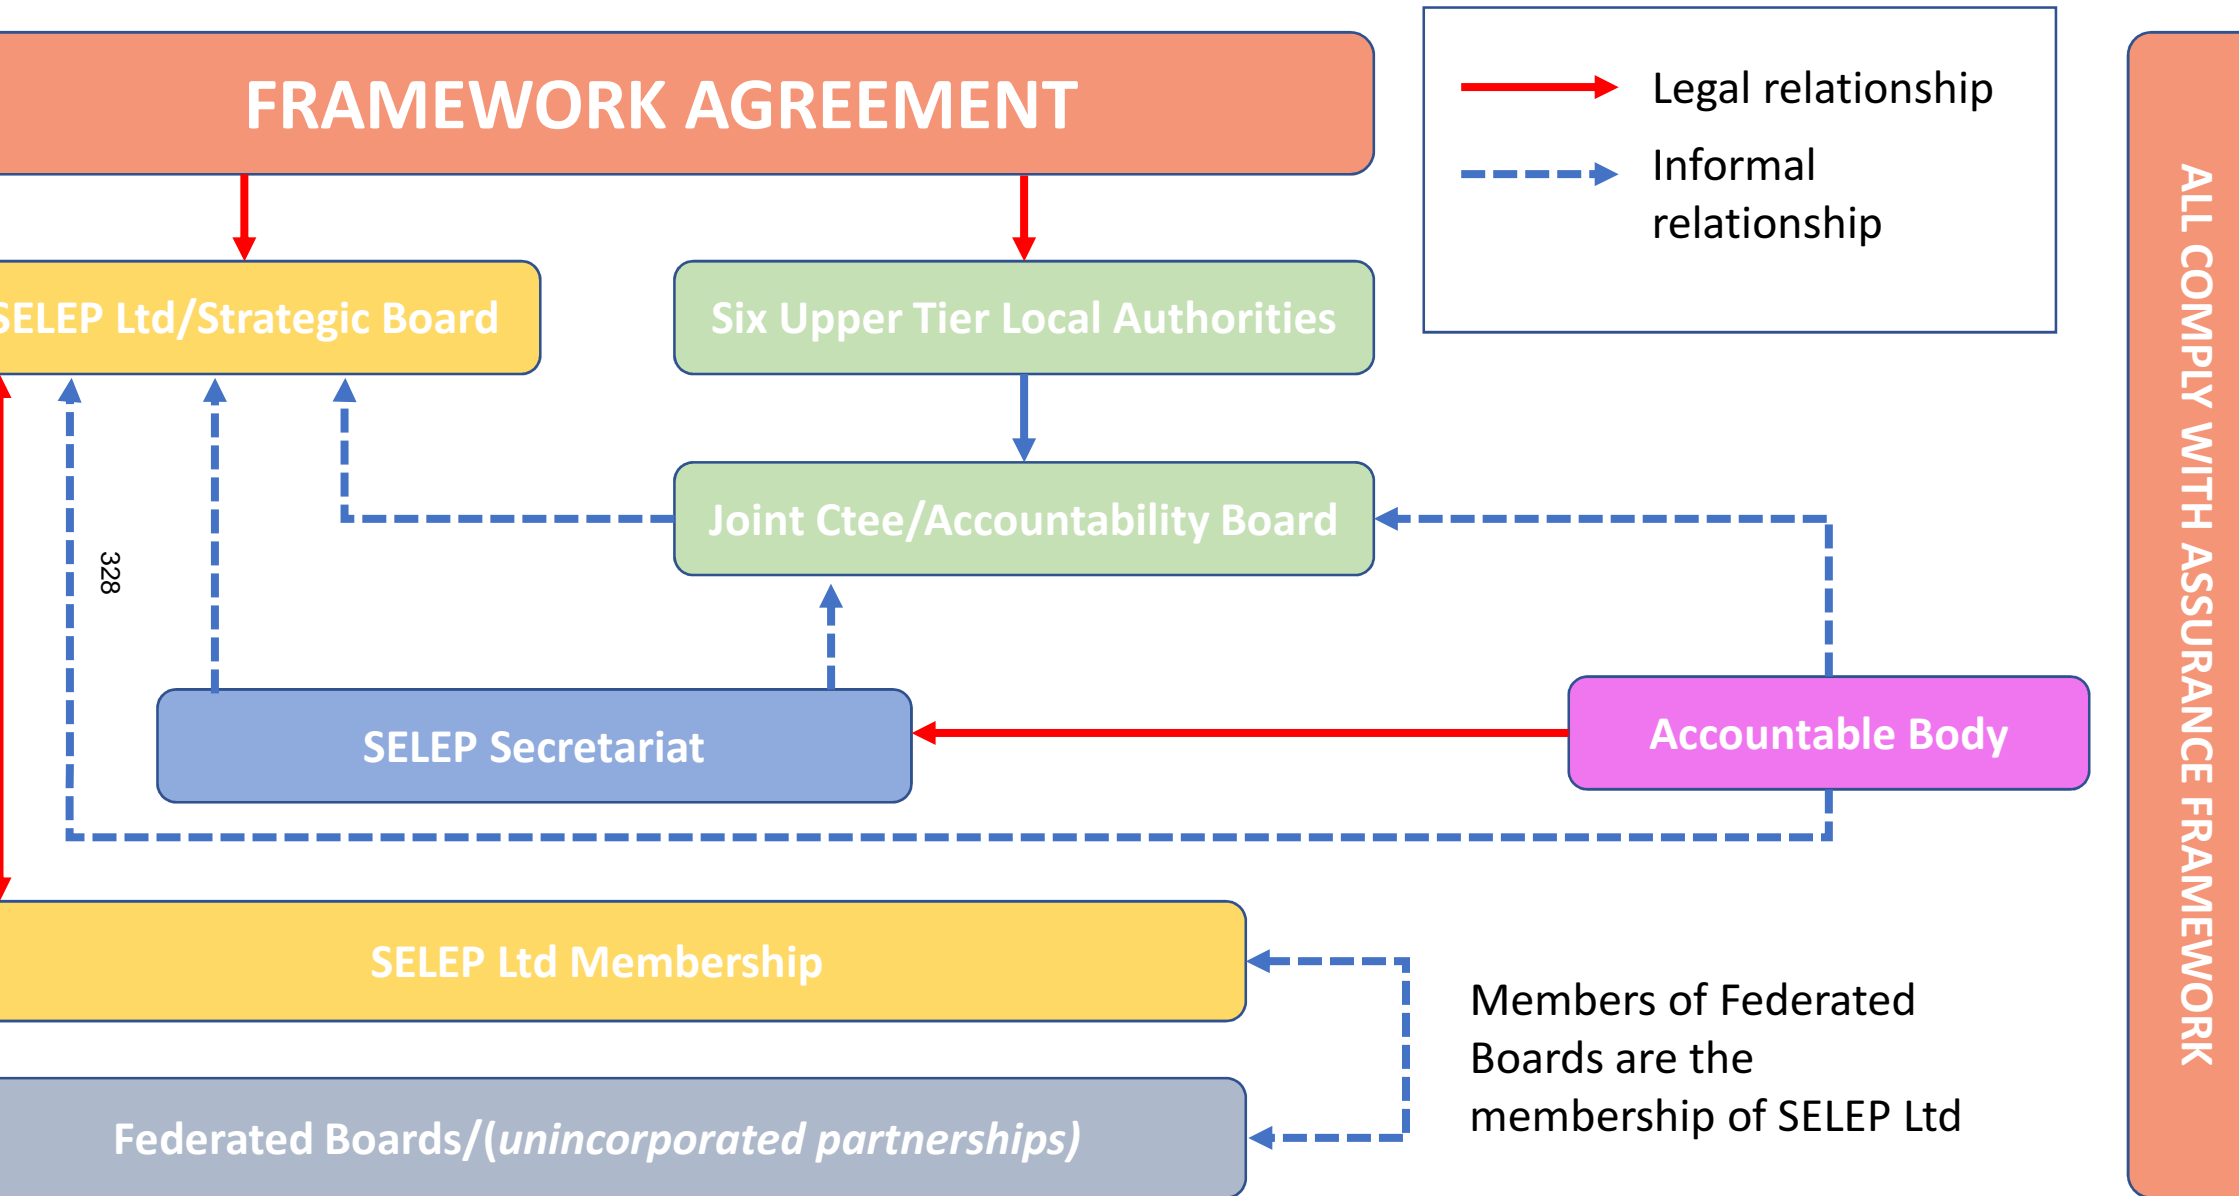 FRAMEWORK AGREEMENT
Legal relationship
Informal
relationship
SELEP Ltd/Strategic Board
Six Upper Tier Local Authorities
Joint Ctee/Accountability Board
328
SELEP Secretariat
Accountable Body
SELEP Ltd Membership
Members of Federated
Boards are the
membership of SELEP Ltd
Federated Boards/(unincorporated partnerships)
ALL COMPLY WITH ASSURANCE FRAMEWORK